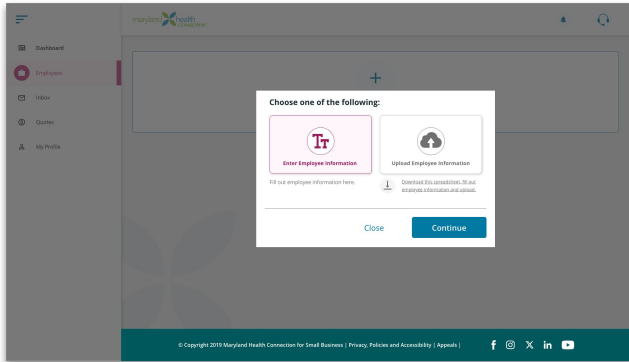 maryland health
connection
Dashboard
Employees
Inbox
Quotes
My Profile
Choose one of the following:
Enter Employee Information
Upload Employee Information
Fill out employee information here.
Download this spreadsheet, fill out
employee information and upload.
Close
Continue
© Copyright 2019 Maryland Health Connection for Small Business | Privacy, Policies and Accessibility | Appeals |